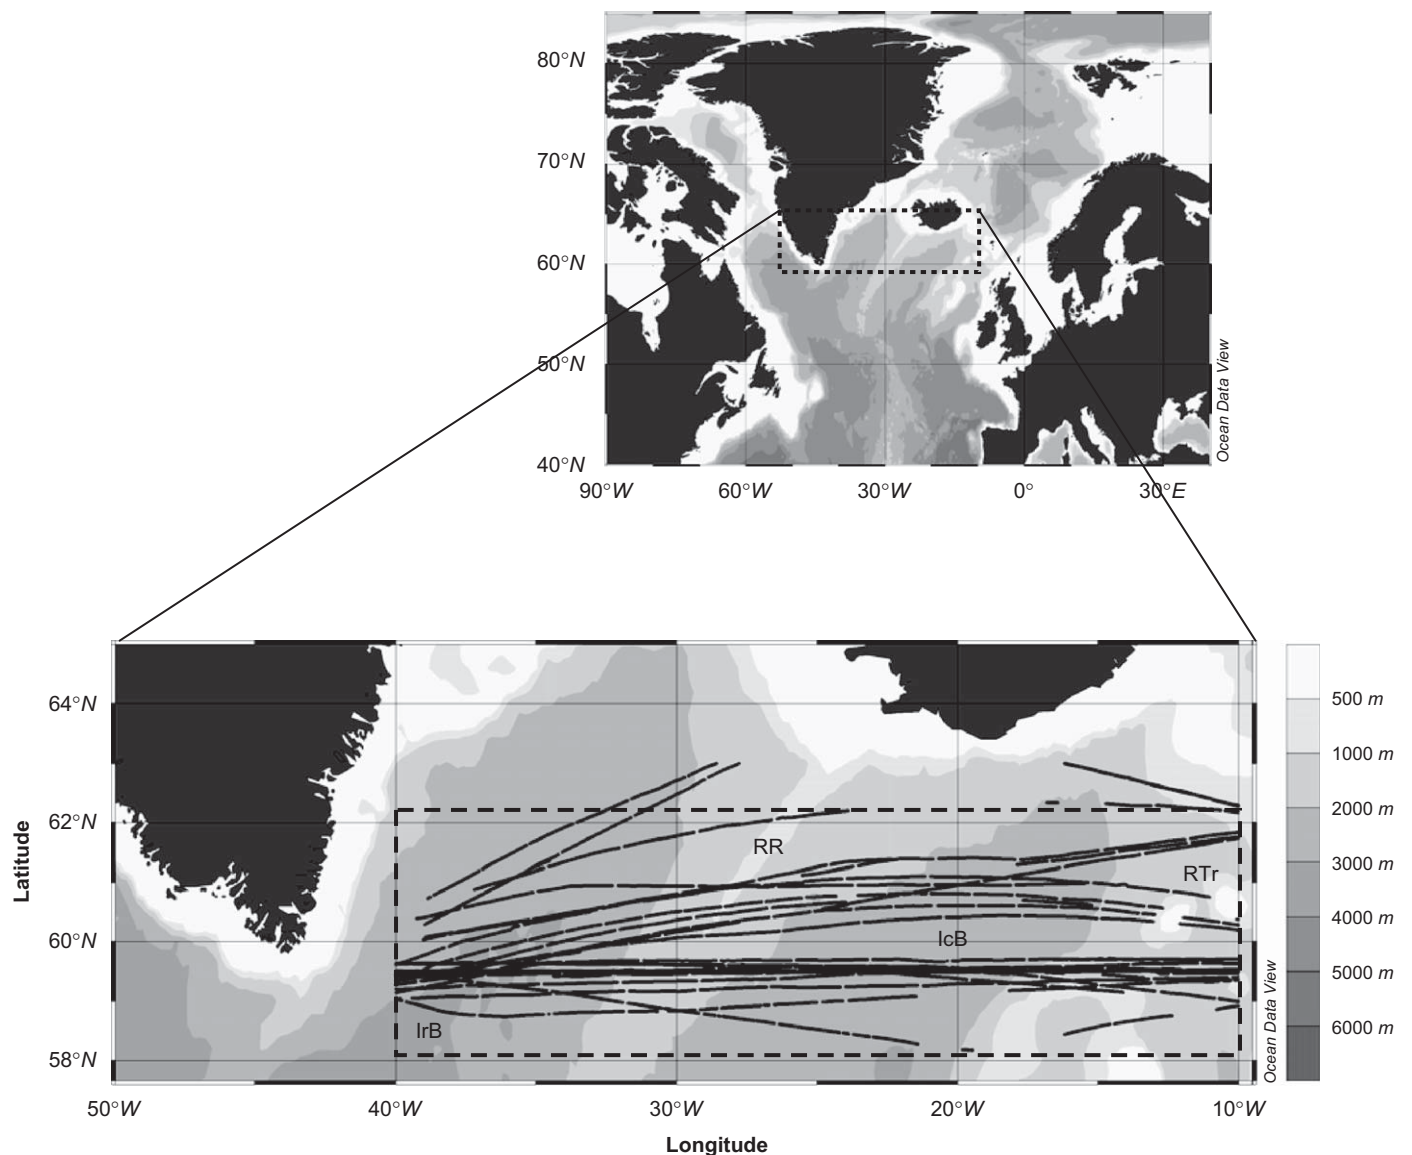 80°N
70°N
60°N
50°N
40°N
90°W 60°W 30°W 0° 30°E
Ocean Data View
64°N
62°N
60°N
58°N
Latitude
RR
RTr
IcB
IrB
50°W 40°W 30°W 20°W 10°W
Longitude
Ocean Data View
500 m
1000 m
2000 m
3000 m
4000 m
5000 m
6000 m